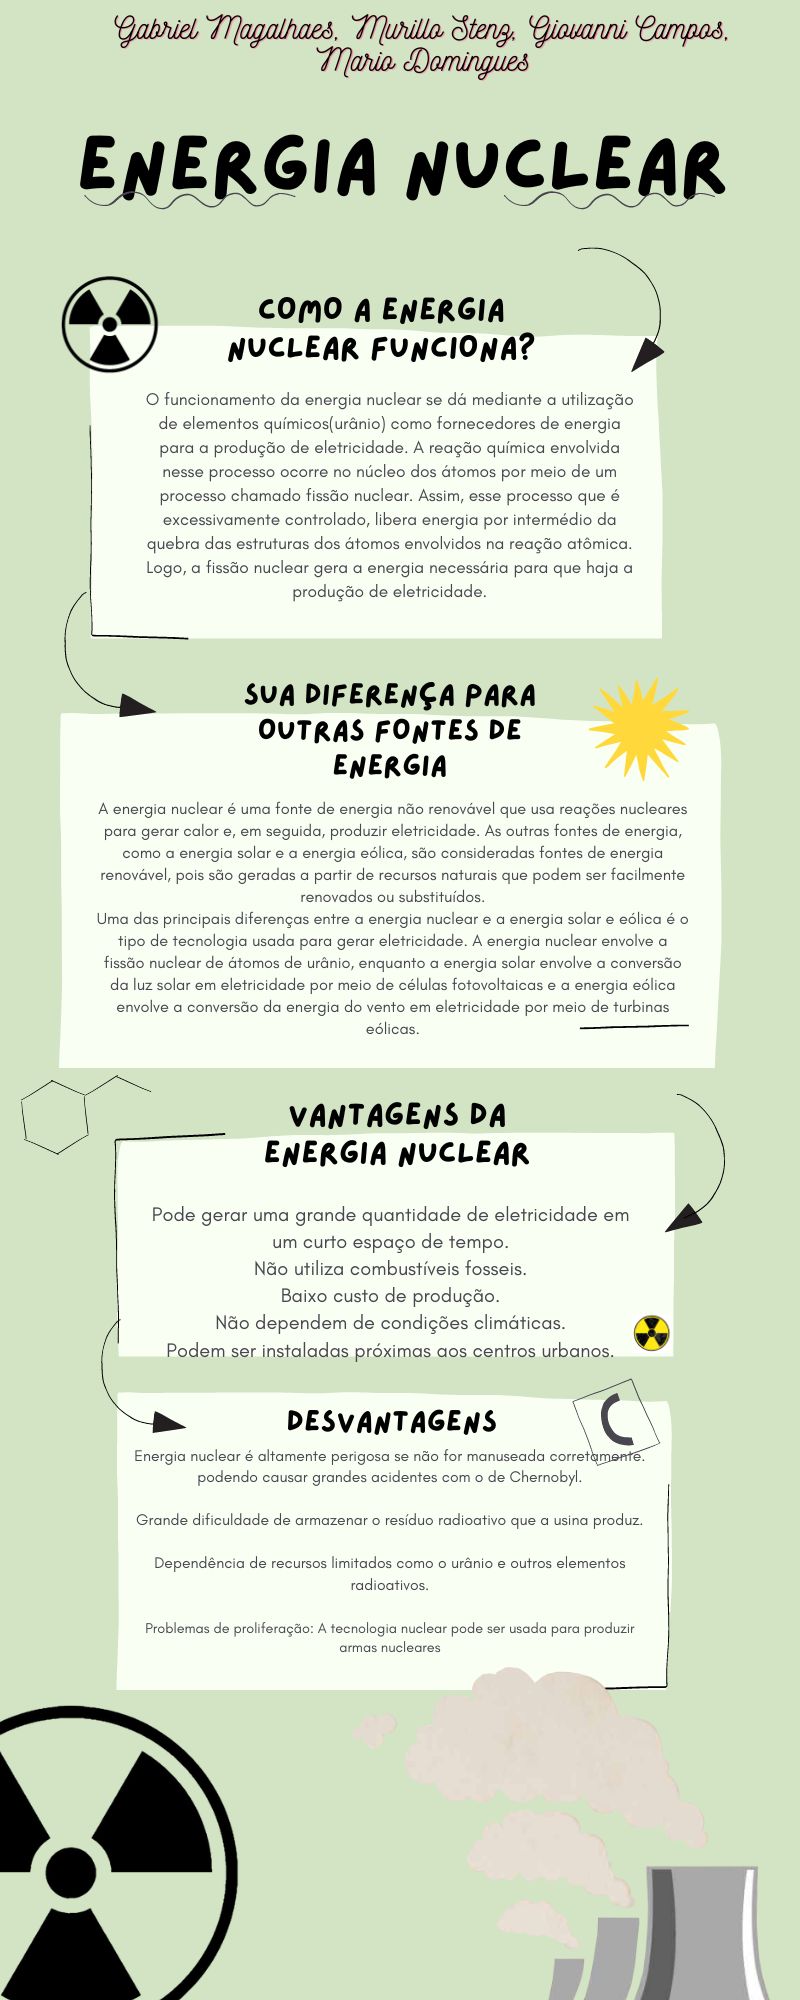 Gabriel Magalhaes, Murillo Stenz, Giovanni Campos,
Mario Domingues
ENERGIA NUCLEAR
COMO A ENERGIA
NUCLEAR FUNCIONA?
O funcionamento da energia nuclear se dá mediante a utilização
de elementos químicos(urânio) como fornecedores de energia
para a produção de eletricidade. A reação química envolvida
nesse processo ocorre no núcleo dos átomos por meio de um
processo chamado fissão nuclear. Assim, esse processo que é
excessivamente controlado, libera energia por intermédio da
quebra das estruturas dos átomos envolvidos na reação atômica.
Logo, a fissão nuclear gera a energia necessária para que haja a
produção de eletricidade.
SUA DIFERENÇA PARA
OUTRAS FONTES DE
ENERGIA
A energia nuclear é uma fonte de energia não renovável que usa reações nucleares
para gerar calor e, em seguida, produzir eletricidade. As outras fontes de energia,
como a energia solar e a energia eólica, são consideradas fontes de energia
renovável, pois são geradas a partir de recursos naturais que podem ser facilmente
renovados ou substituídos.
Uma das principais diferenças entre a energia nuclear e a energia solar e eólica é o
tipo de tecnologia usada para gerar eletricidade. A energia nuclear envolve a
fissão nuclear de átomos de urânio, enquanto a energia solar envolve a conversão
da luz solar em eletricidade por meio de células fotovoltaicas e a energia eólica
envolve a conversão da energia do vento em eletricidade por meio de turbinas
eólicas.
VANTAGENS DA
ENERGIA NUCLEAR
Pode gerar uma grande quantidade de eletricidade em
um curto espaço de tempo.
Não utiliza combustíveis fosseis.
Baixo custo de produção.
Não dependem de condições climáticas.
Podem ser instaladas próximas aos centros urbanos.
DESVANTAGENS
C
Energia nuclear é altamente perigosa se não for manuseada corretamente.
podendo causar grandes acidentes com o de Chernobyl.
Grande dificuldade de armazenar o resíduo radioativo que a usina produz.
Dependência de recursos limitados como o urânio e outros elementos
radioativos.
Problemas de proliferação: A tecnologia nuclear pode ser usada para produzir
armas nucleares